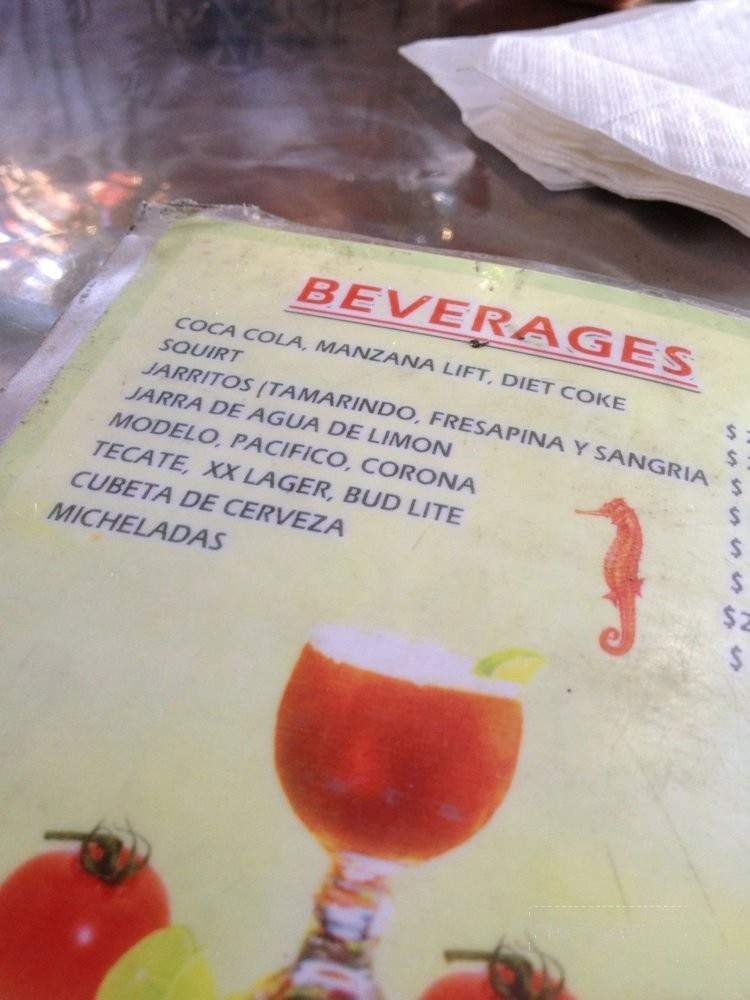 BEVERAGES
COCA COLA, MANZANA LIFT, DIET COKE
SQUIRT
JARRITOS (TAMARINDO, FRESAPINA Y SANGRIA
JARRA DE AGUA DE LIMON
MODELO, PACIFICO, CORONA
TECATE, XX LAGER, BUD LITE
CUBETA DE CERVEZA
MICHELADAS
$
$
$
$
$
$
$2
$